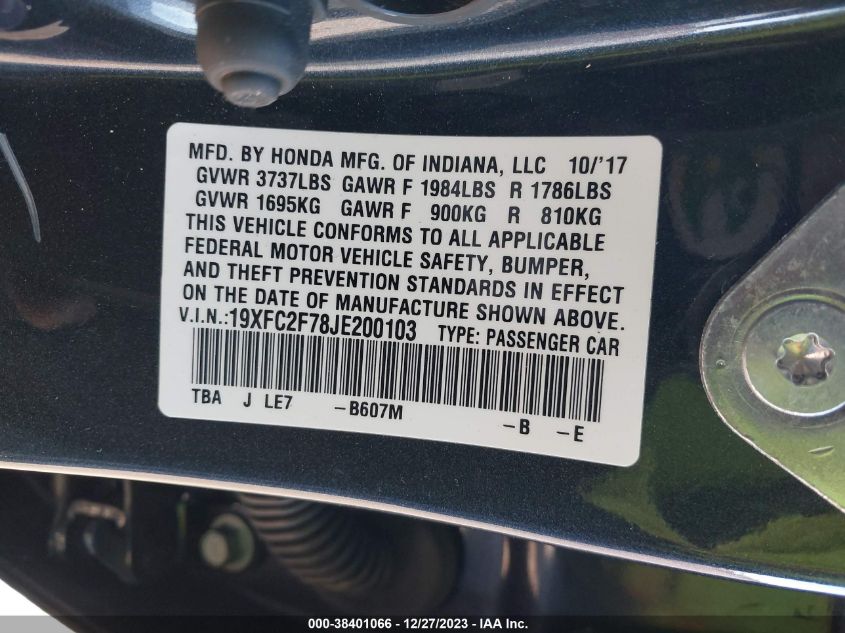 MFD. BY HONDA MFG. OF INDIANA, LLC 10/'17
GVWR 3737LBS GAWR F 1984LBS R 1786LBS
GVWR 1695KG GAWR F 900KG R 810KG
THIS VEHICLE CONFORMS TO ALL APPLICABLE
FEDERAL MOTOR VEHICLE SAFETY, BUMPER,
AND THEFT PREVENTION STANDARDS IN EFFECT
ON THE DATE OF MANUFACTURE SHOWN ABOVE.
V.I.N.:19XFC2F78JE200103 TYPE: PASSENGER CAR
TBA J LE7 -B607M -B -E
000-38401066 - 12/27/2023 - IAA Inc.